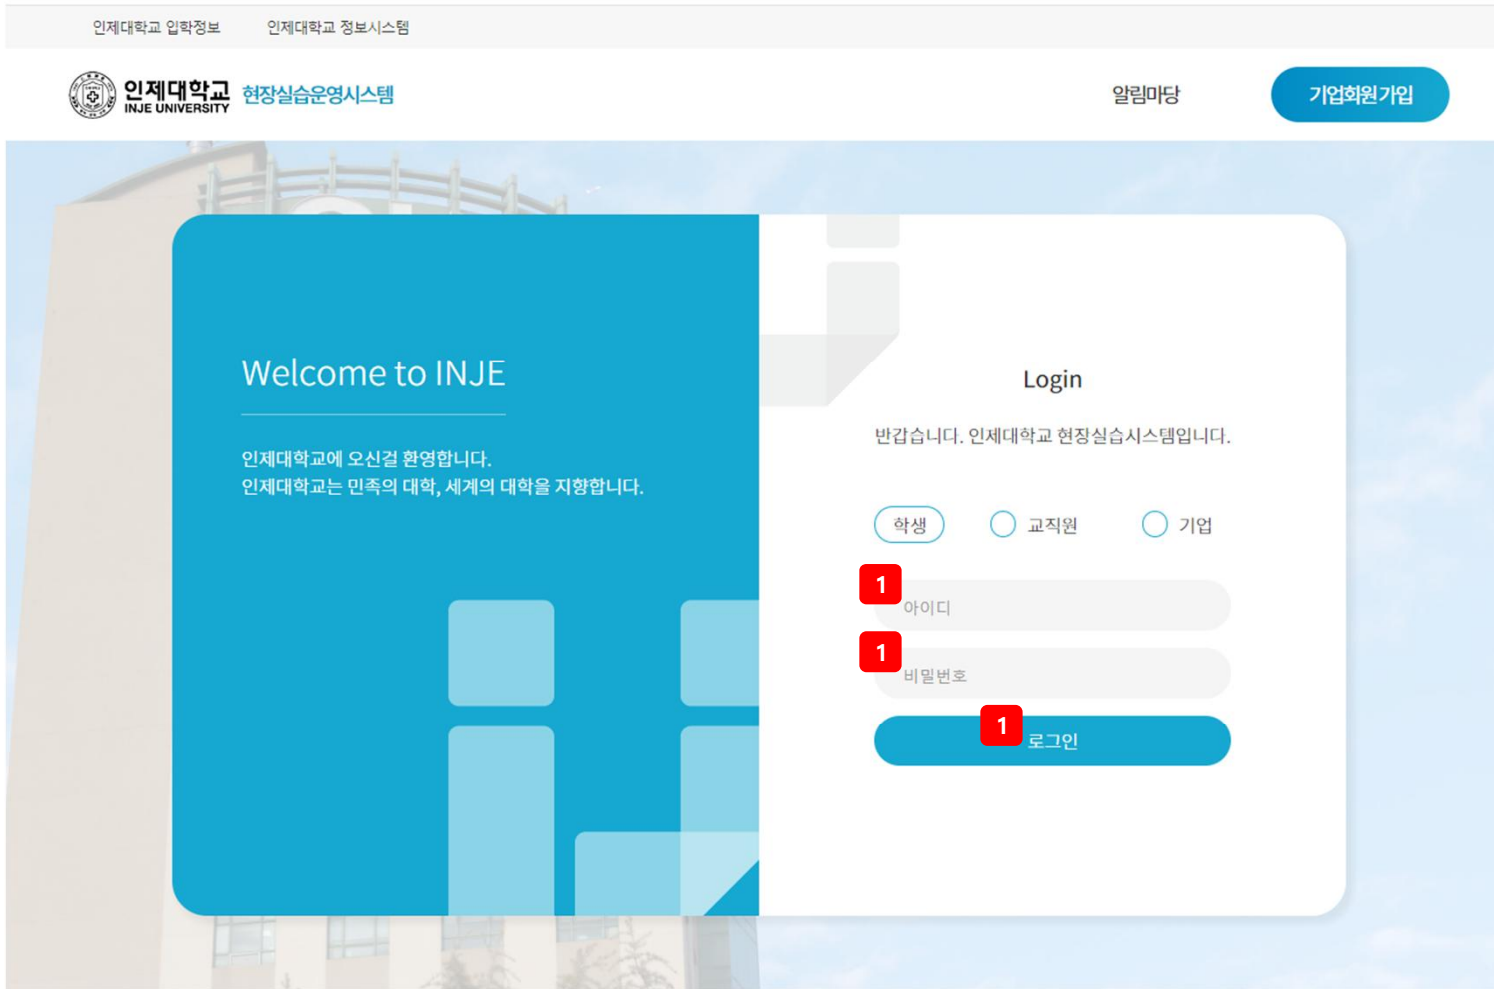 인제대학교 입학정보 인제대학교 정보시스템
인제대학교 현장실습운영시스템 알림마당 기업회원가입
INJE UNIVERSITY
Welcome to INJE
인제대학교에 오신걸 환영합니다.
인제대학교는 민족의 대학, 세계의 대학을 지향합니다.
Login
반갑습니다. 인제대학교 현장실습시스템입니다.
학생 교직원 기업
1
아이디
1
비밀번호
1
로그인